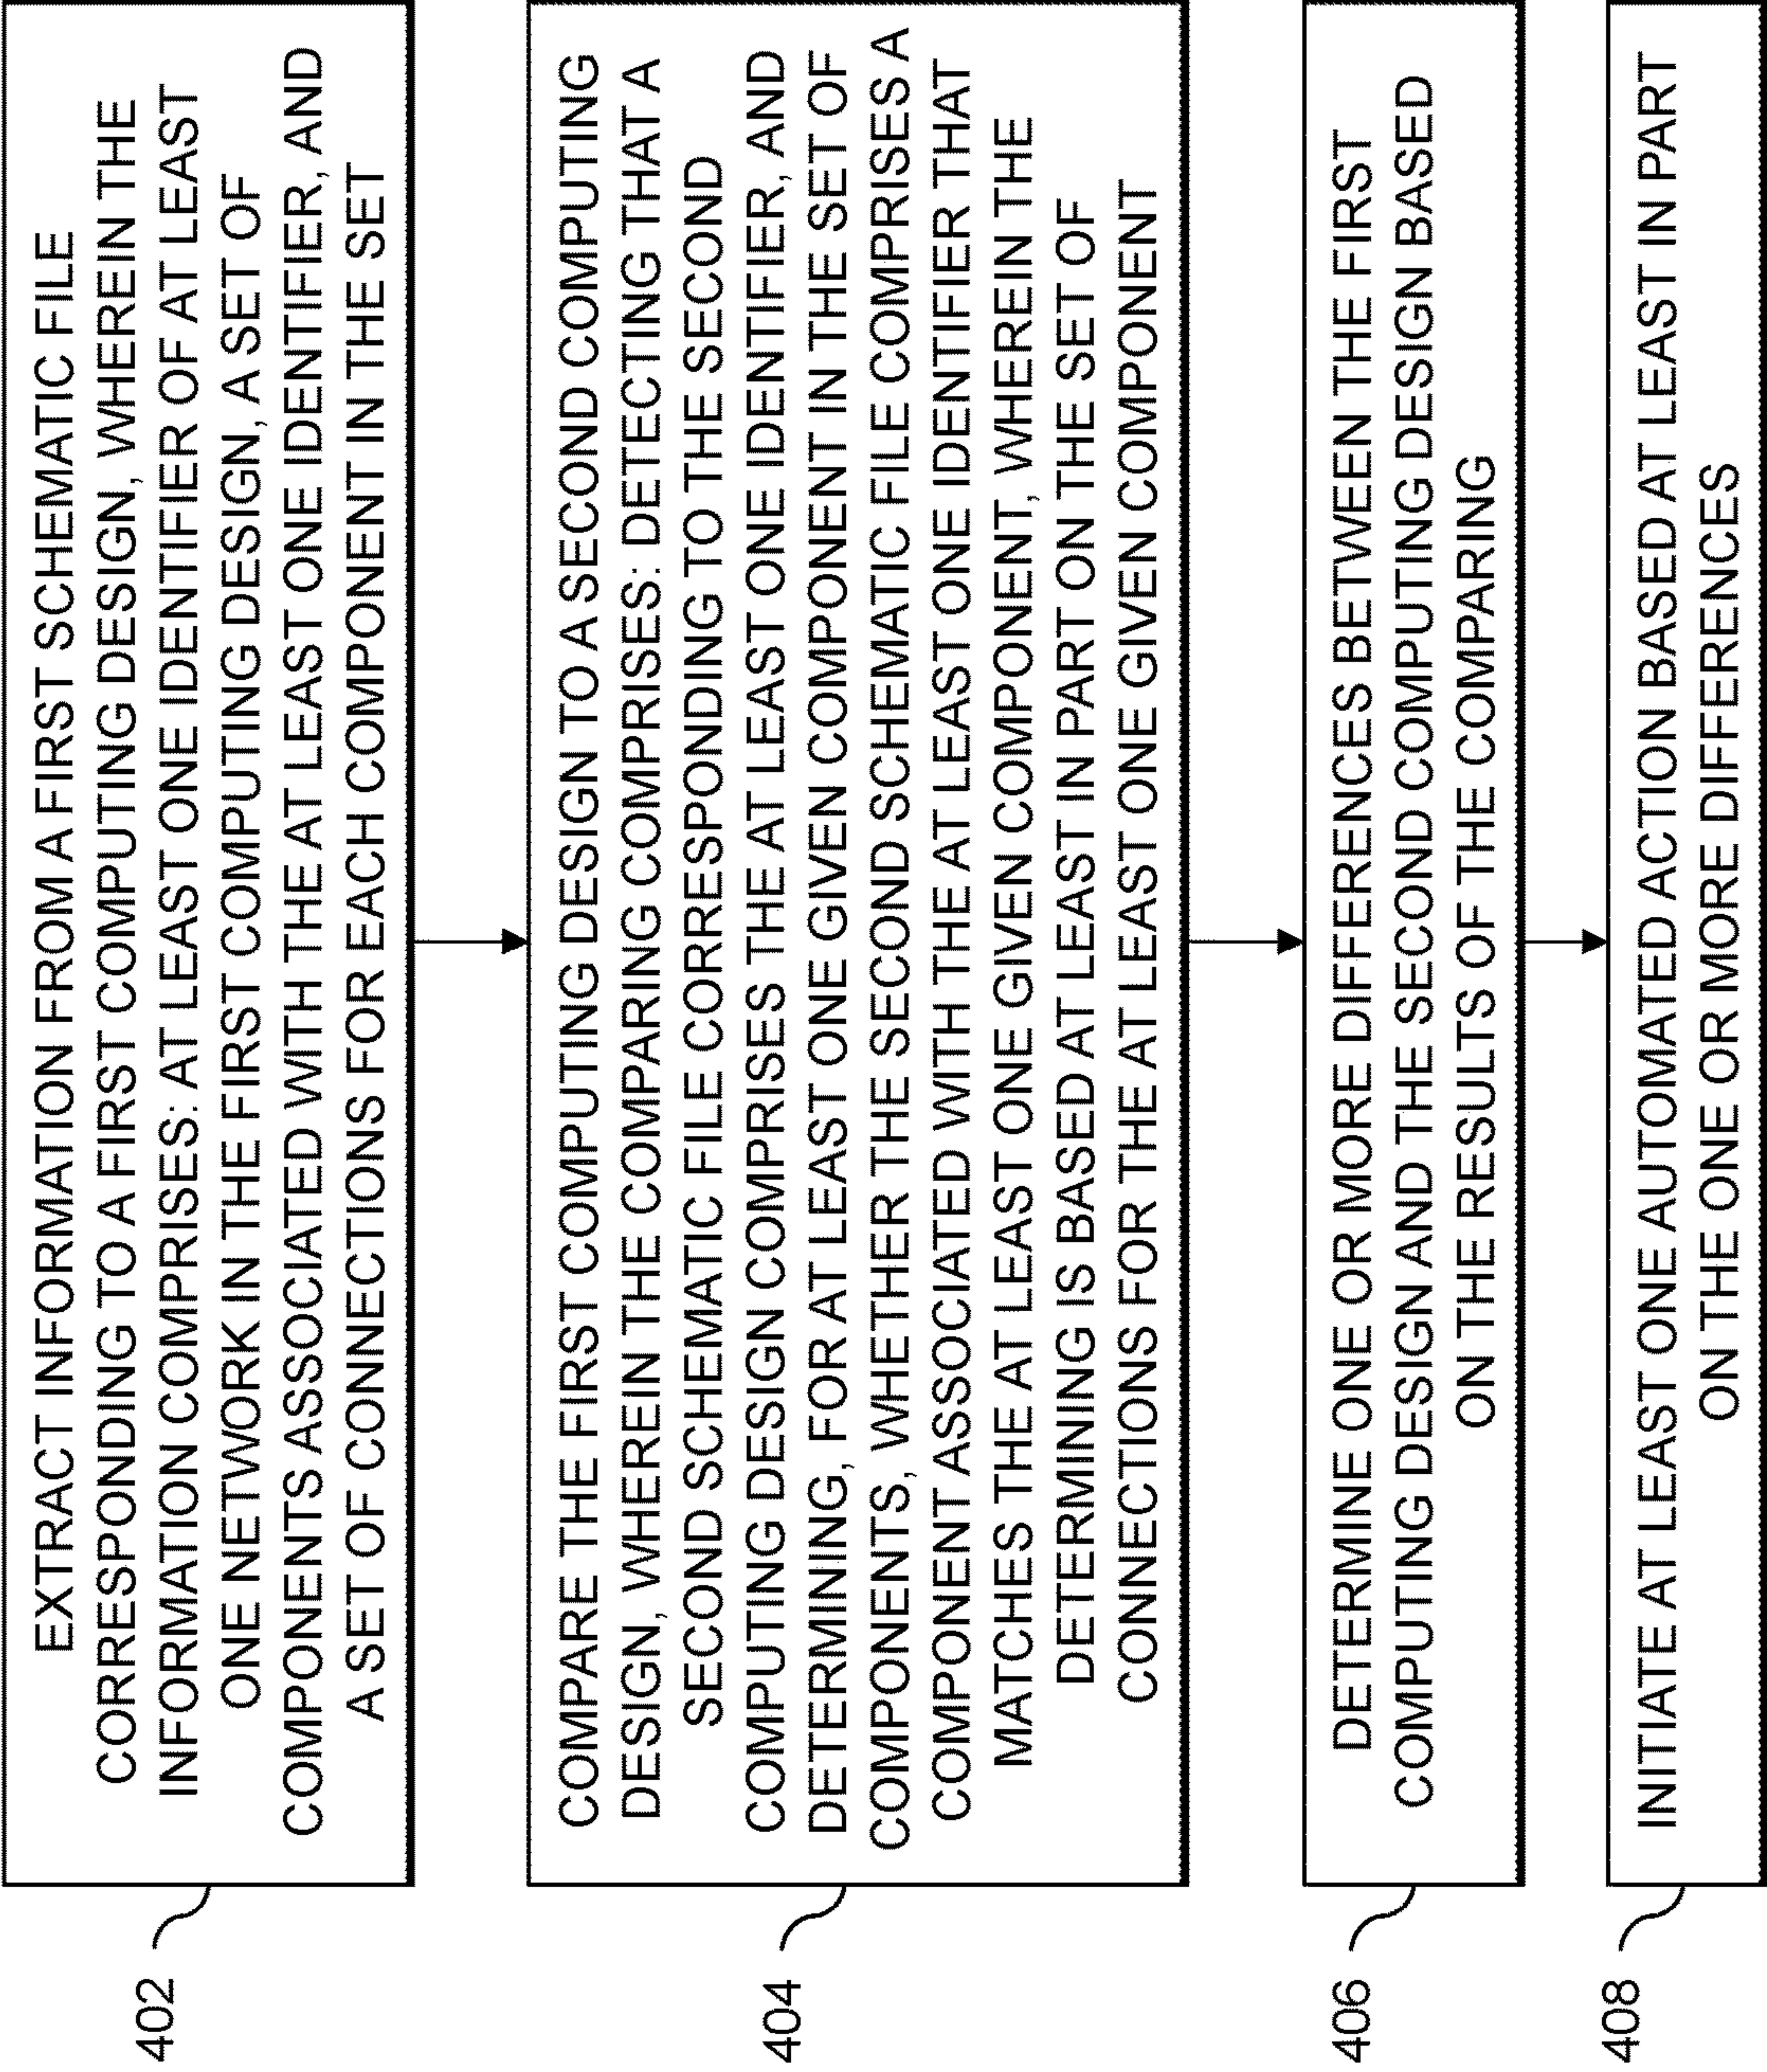 EXTRACT INFORMATION FROM A FIRST SCHEMATIC FILE
CORRESPONDING TO A FIRST COMPUTING DESIGN, WHEREIN THE
INFORMATION COMPRISES: AT LEAST ONE IDENTIFIER OF AT LEAST
ONE NETWORK IN THE FIRST COMPUTING DESIGN, A SET OF
COMPONENTS ASSOCIATED WITH THE AT LEAST ONE IDENTIFIER, AND
A SET OF CONNECTIONS FOR EACH COMPONENT IN THE SET
402
COMPARE THE FIRST COMPUTING DESIGN TO A SECOND COMPUTING
DESIGN, WHEREIN THE COMPARING COMPRISES: DETECTING THAT A
SECOND SCHEMATIC FILE CORRESPONDING TO THE SECOND
COMPUTING DESIGN COMPRISES THE AT LEAST ONE IDENTIFIER, AND
DETERMINING, FOR AT LEAST ONE GIVEN COMPONENT IN THE SET OF
COMPONENTS, WHETHER THE SECOND SCHEMATIC FILE COMPRISES A
COMPONENT ASSOCIATED WITH THE AT LEAST ONE IDENTIFIER THAT
MATCHES THE AT LEAST ONE GIVEN COMPONENT, WHEREIN THE
DETERMINING IS BASED AT LEAST IN PART ON THE SET OF
CONNECTIONS FOR THE AT LEAST ONE GIVEN COMPONENT
404
DETERMINE ONE OR MORE DIFFERENCES BETWEEN THE FIRST
COMPUTING DESIGN AND THE SECOND COMPUTING DESIGN BASED
ON THE RESULTS OF THE COMPARING
406
INITIATE AT LEAST ONE AUTOMATED ACTION BASED AT LEAST IN PART
ON THE ONE OR MORE DIFFERENCES
408